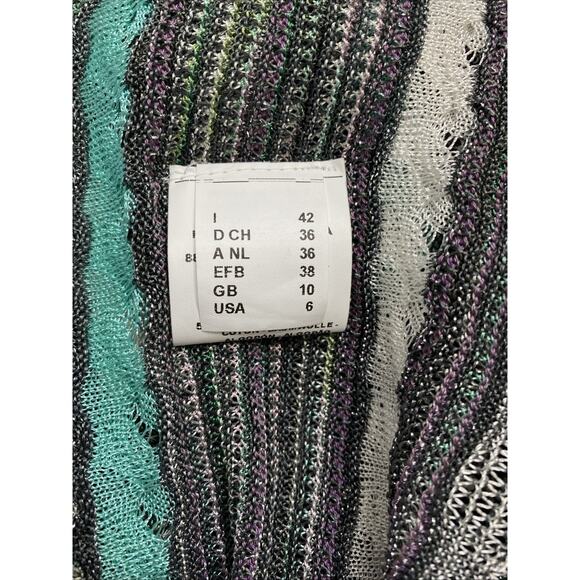 I 42
D CH 36
A NL 36
EFB 38
GB 10
USA 6